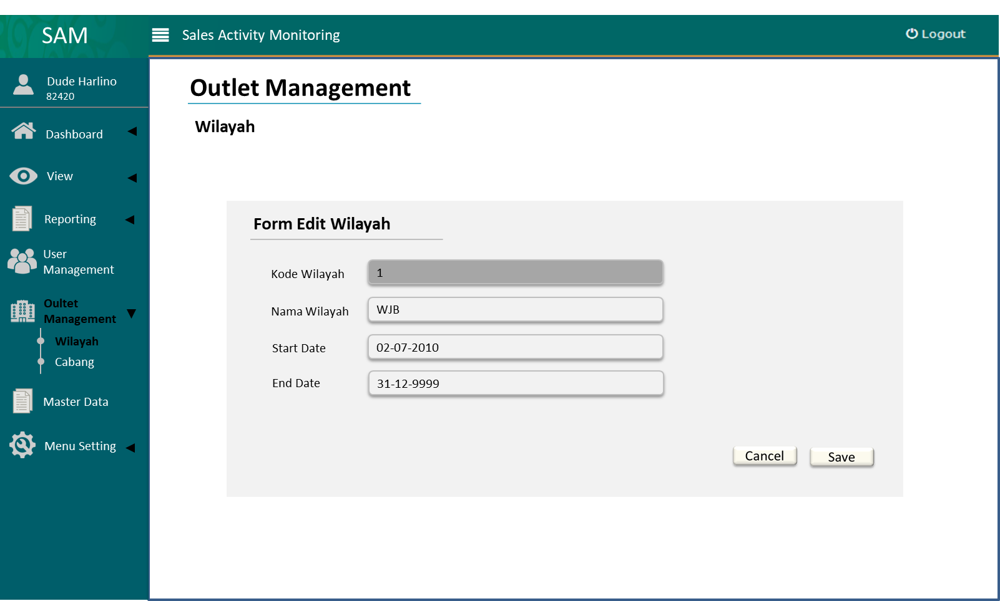 SAM
Sales Activity Monitoring
Logout
Dude Harlino
82420
Dashboard
View
Reporting
User
Management
Oultet
Management
Wilayah
Cabang
Master Data
Menu Setting
Outlet Management
Wilayah
Form Edit Wilayah
Kode Wilayah 1
Nama Wilayah WJB
Start Date 02-07-2010
End Date 31-12-9999
Cancel Save